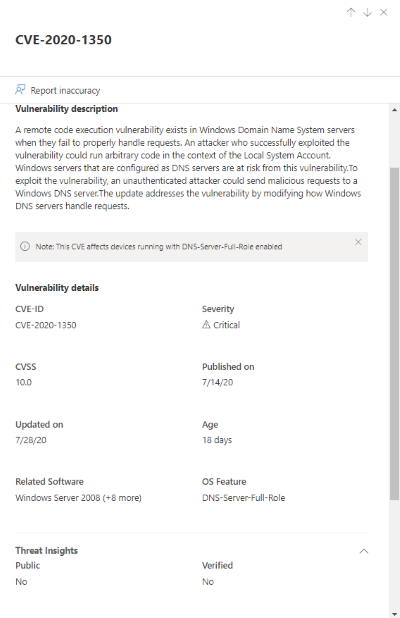 CVE-2020-1350
Report inaccuracy
Vulnerability description
A remote code execution vulnerability exists in Windows Domain Name System servers
when they fail to properly handle requests. An attacker who successfully exploited the
vulnerability could run arbitrary code in the context of the Local System Account.
Windows servers that are configured as DNS servers are at risk from this vulnerability.To
exploit the vulnerability, an unauthenticated attacker could send malicious requests to a
Windows DNS server.The update addresses the vulnerability by modifying how Windows
DNS servers handle requests.
Note: This CVE affects devices running with DNS-Server-Full-Role enabled
Vulnerability details
CVE-ID Severity
CVE-2020-1350 Critical
CVSS Published on
10.0 7/14/20
Updated on Age
7/28/20 18 days
Related Software OS Feature
Windows Server 2008 (+8 more) DNS-Server-Full-Role
Threat Insights
Public Verified
No No